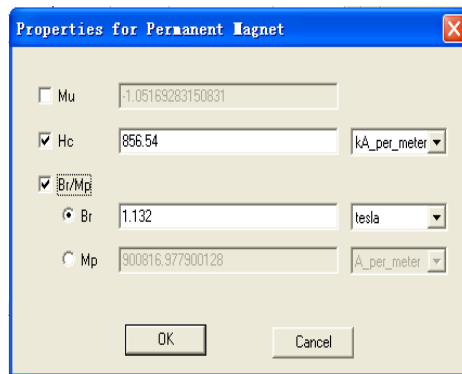 Properties for Permanent Magnet
Mu -1.05169283150831
Hc 856.54 kA_per_meter
Br/Mp
Br 1.132 tesla
Mp 900816.977900128 A_per_meter
OK Cancel